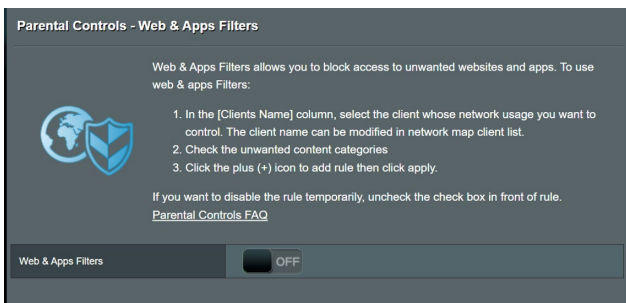 Parental Controls - Web & Apps Filters
Web & Apps Filters allows you to block access to unwanted websites and apps. To use
web & apps Filters:
1. In the [Clients Name] column, select the client whose network usage you want to
control. The client name can be modified in network map client list.
2. Check the unwanted content categories
3. Click the plus (+) icon to add rule then click apply.
If you want to disable the rule temporarily, uncheck the check box in front of rule.
Parental Controls FAQ
Web & Apps Filters
OFF